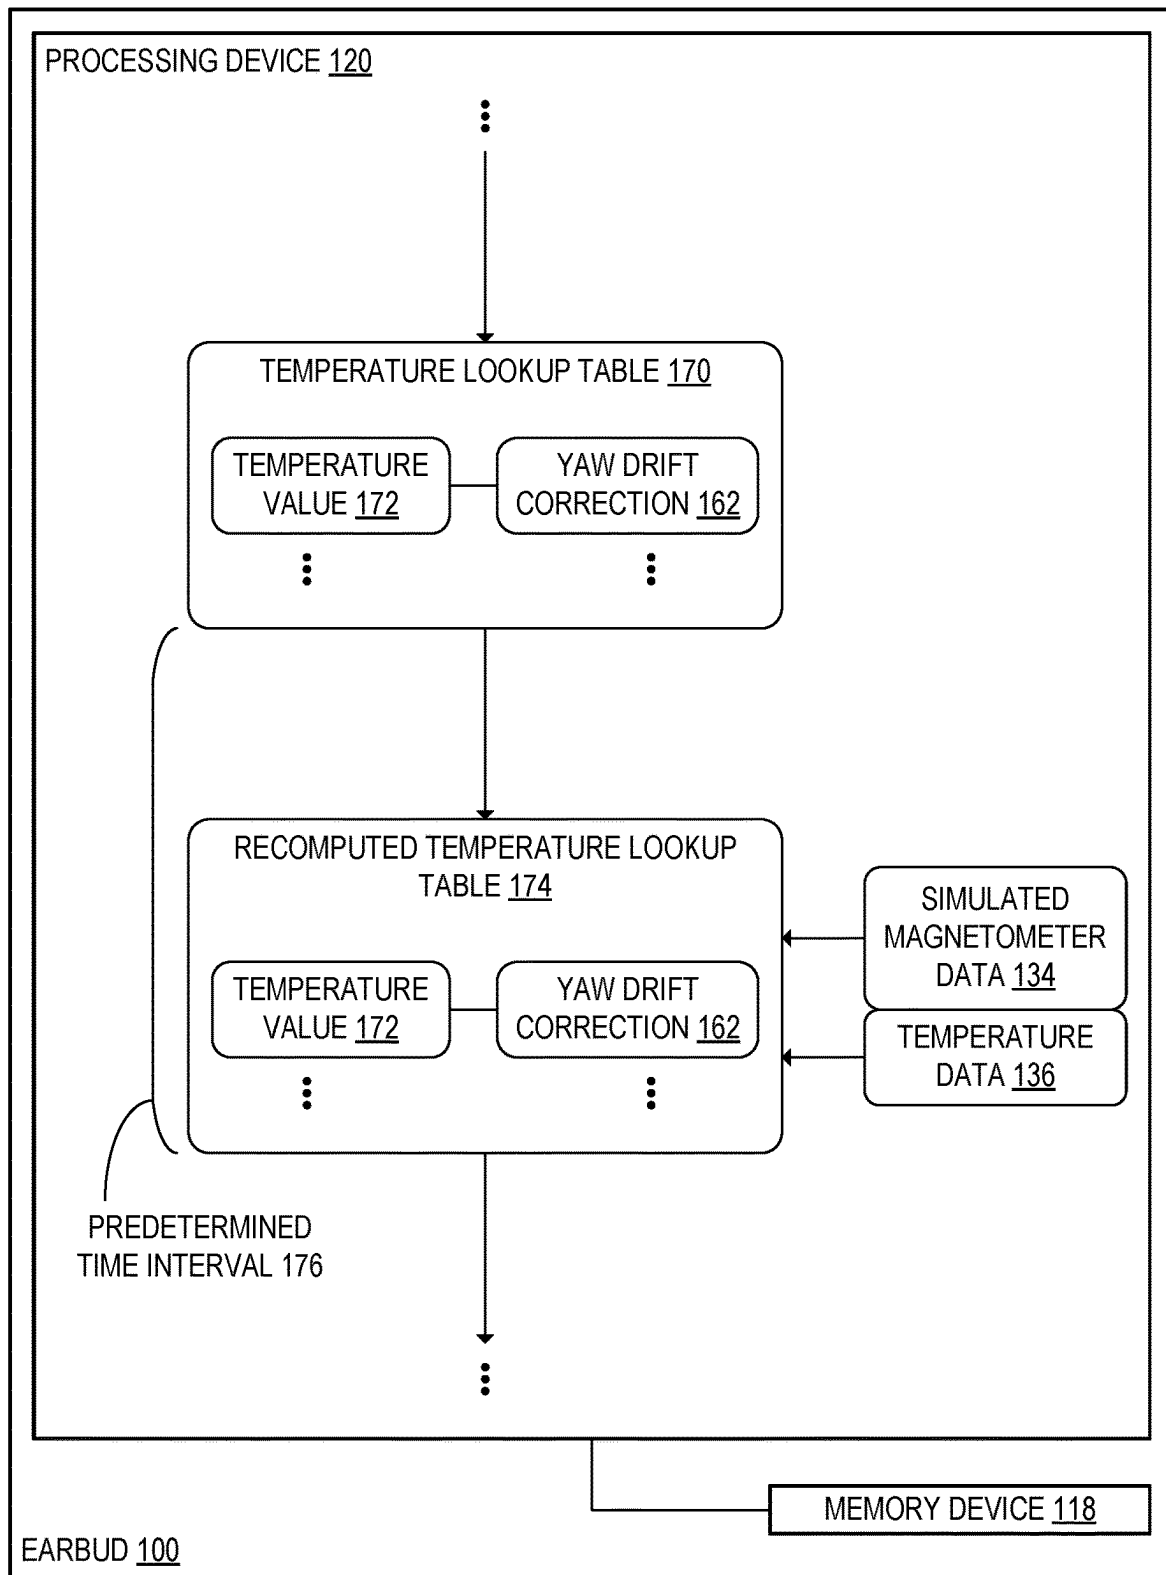 PROCESSING DEVICE 120
TEMPERATURE LOOKUP TABLE 170
TEMPERATURE
VALUE 172
YAW DRIFT
CORRECTION 162
RECOMPUTED TEMPERATURE LOOKUP
TABLE 174
TEMPERATURE
VALUE 172
YAW DRIFT
CORRECTION 162
SIMULATED
MAGNETOMETER
DATA 134
TEMPERATURE
DATA 136
PREDETERMINED
TIME INTERVAL 176
MEMORY DEVICE 118
EARBUD 100